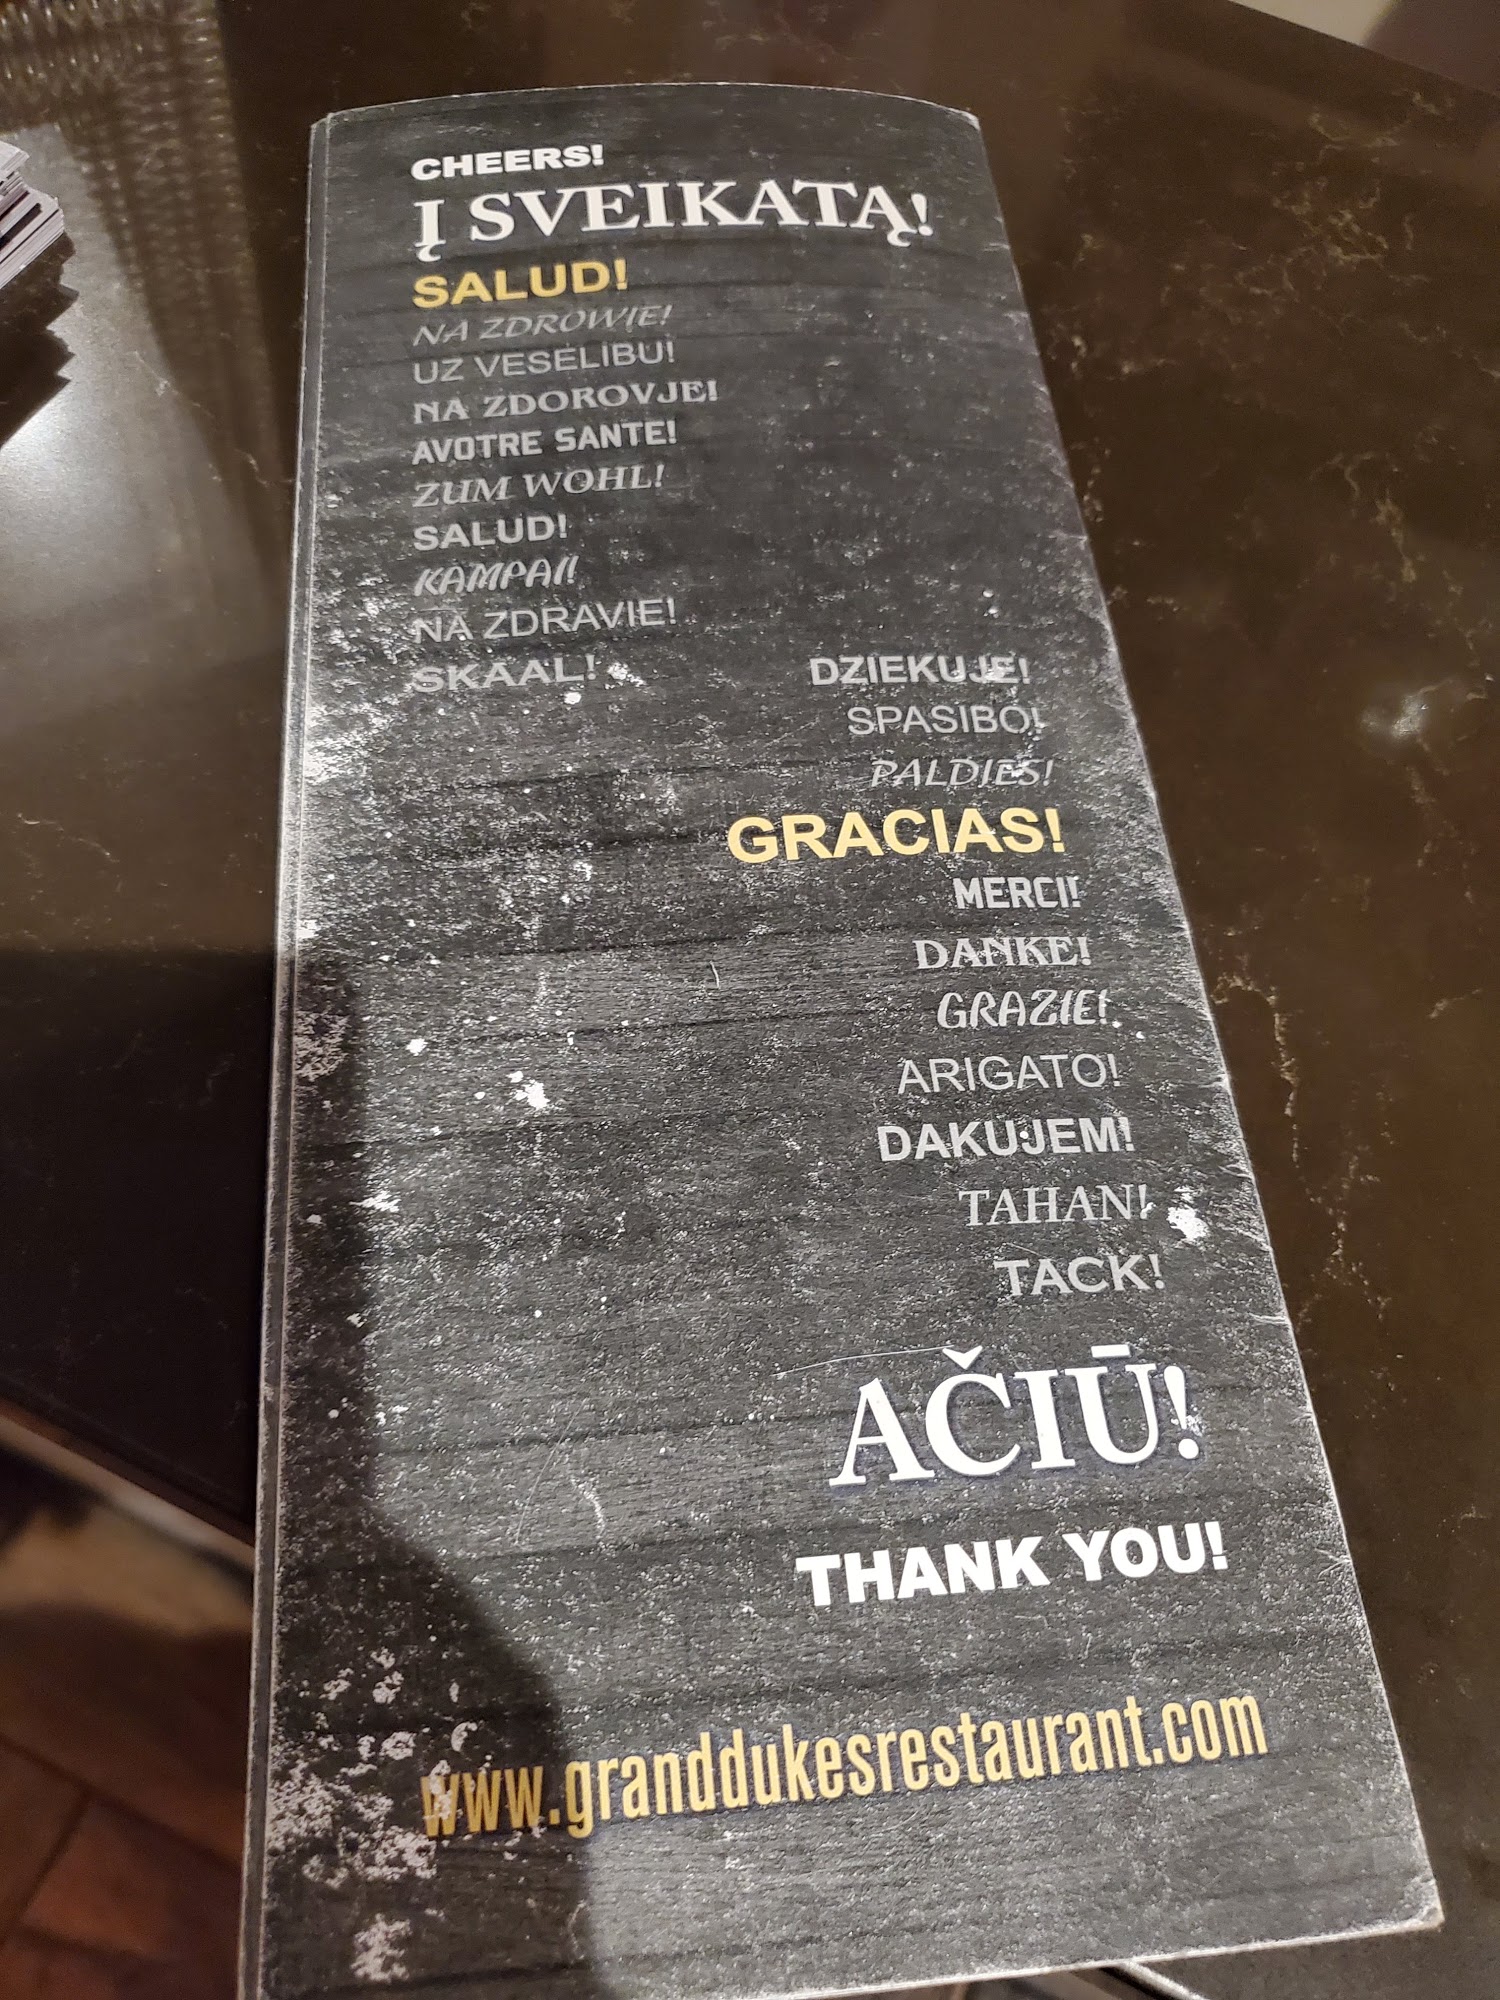 CHEERS!
Į SVEIKATĄ!
SALUD!
NA ZDROWIE!
UZ VESELIBU!
NA ZDOROVJE!
AVOTRE SANTE!
ZUM WOHL!
SALUD!
KAMPAI!
NA ZDRAVIE!
SKAAL!
DZIEKUJE!
SPASIBO!
PALDIES!
GRACIAS!
MERCI!
DANKE!
GRAZIE!
ARIGATO!
DAKUJEM!
TAHAN!
TACK!
AČIŪ!
THANK YOU!
www.granddukesrestaurant.com